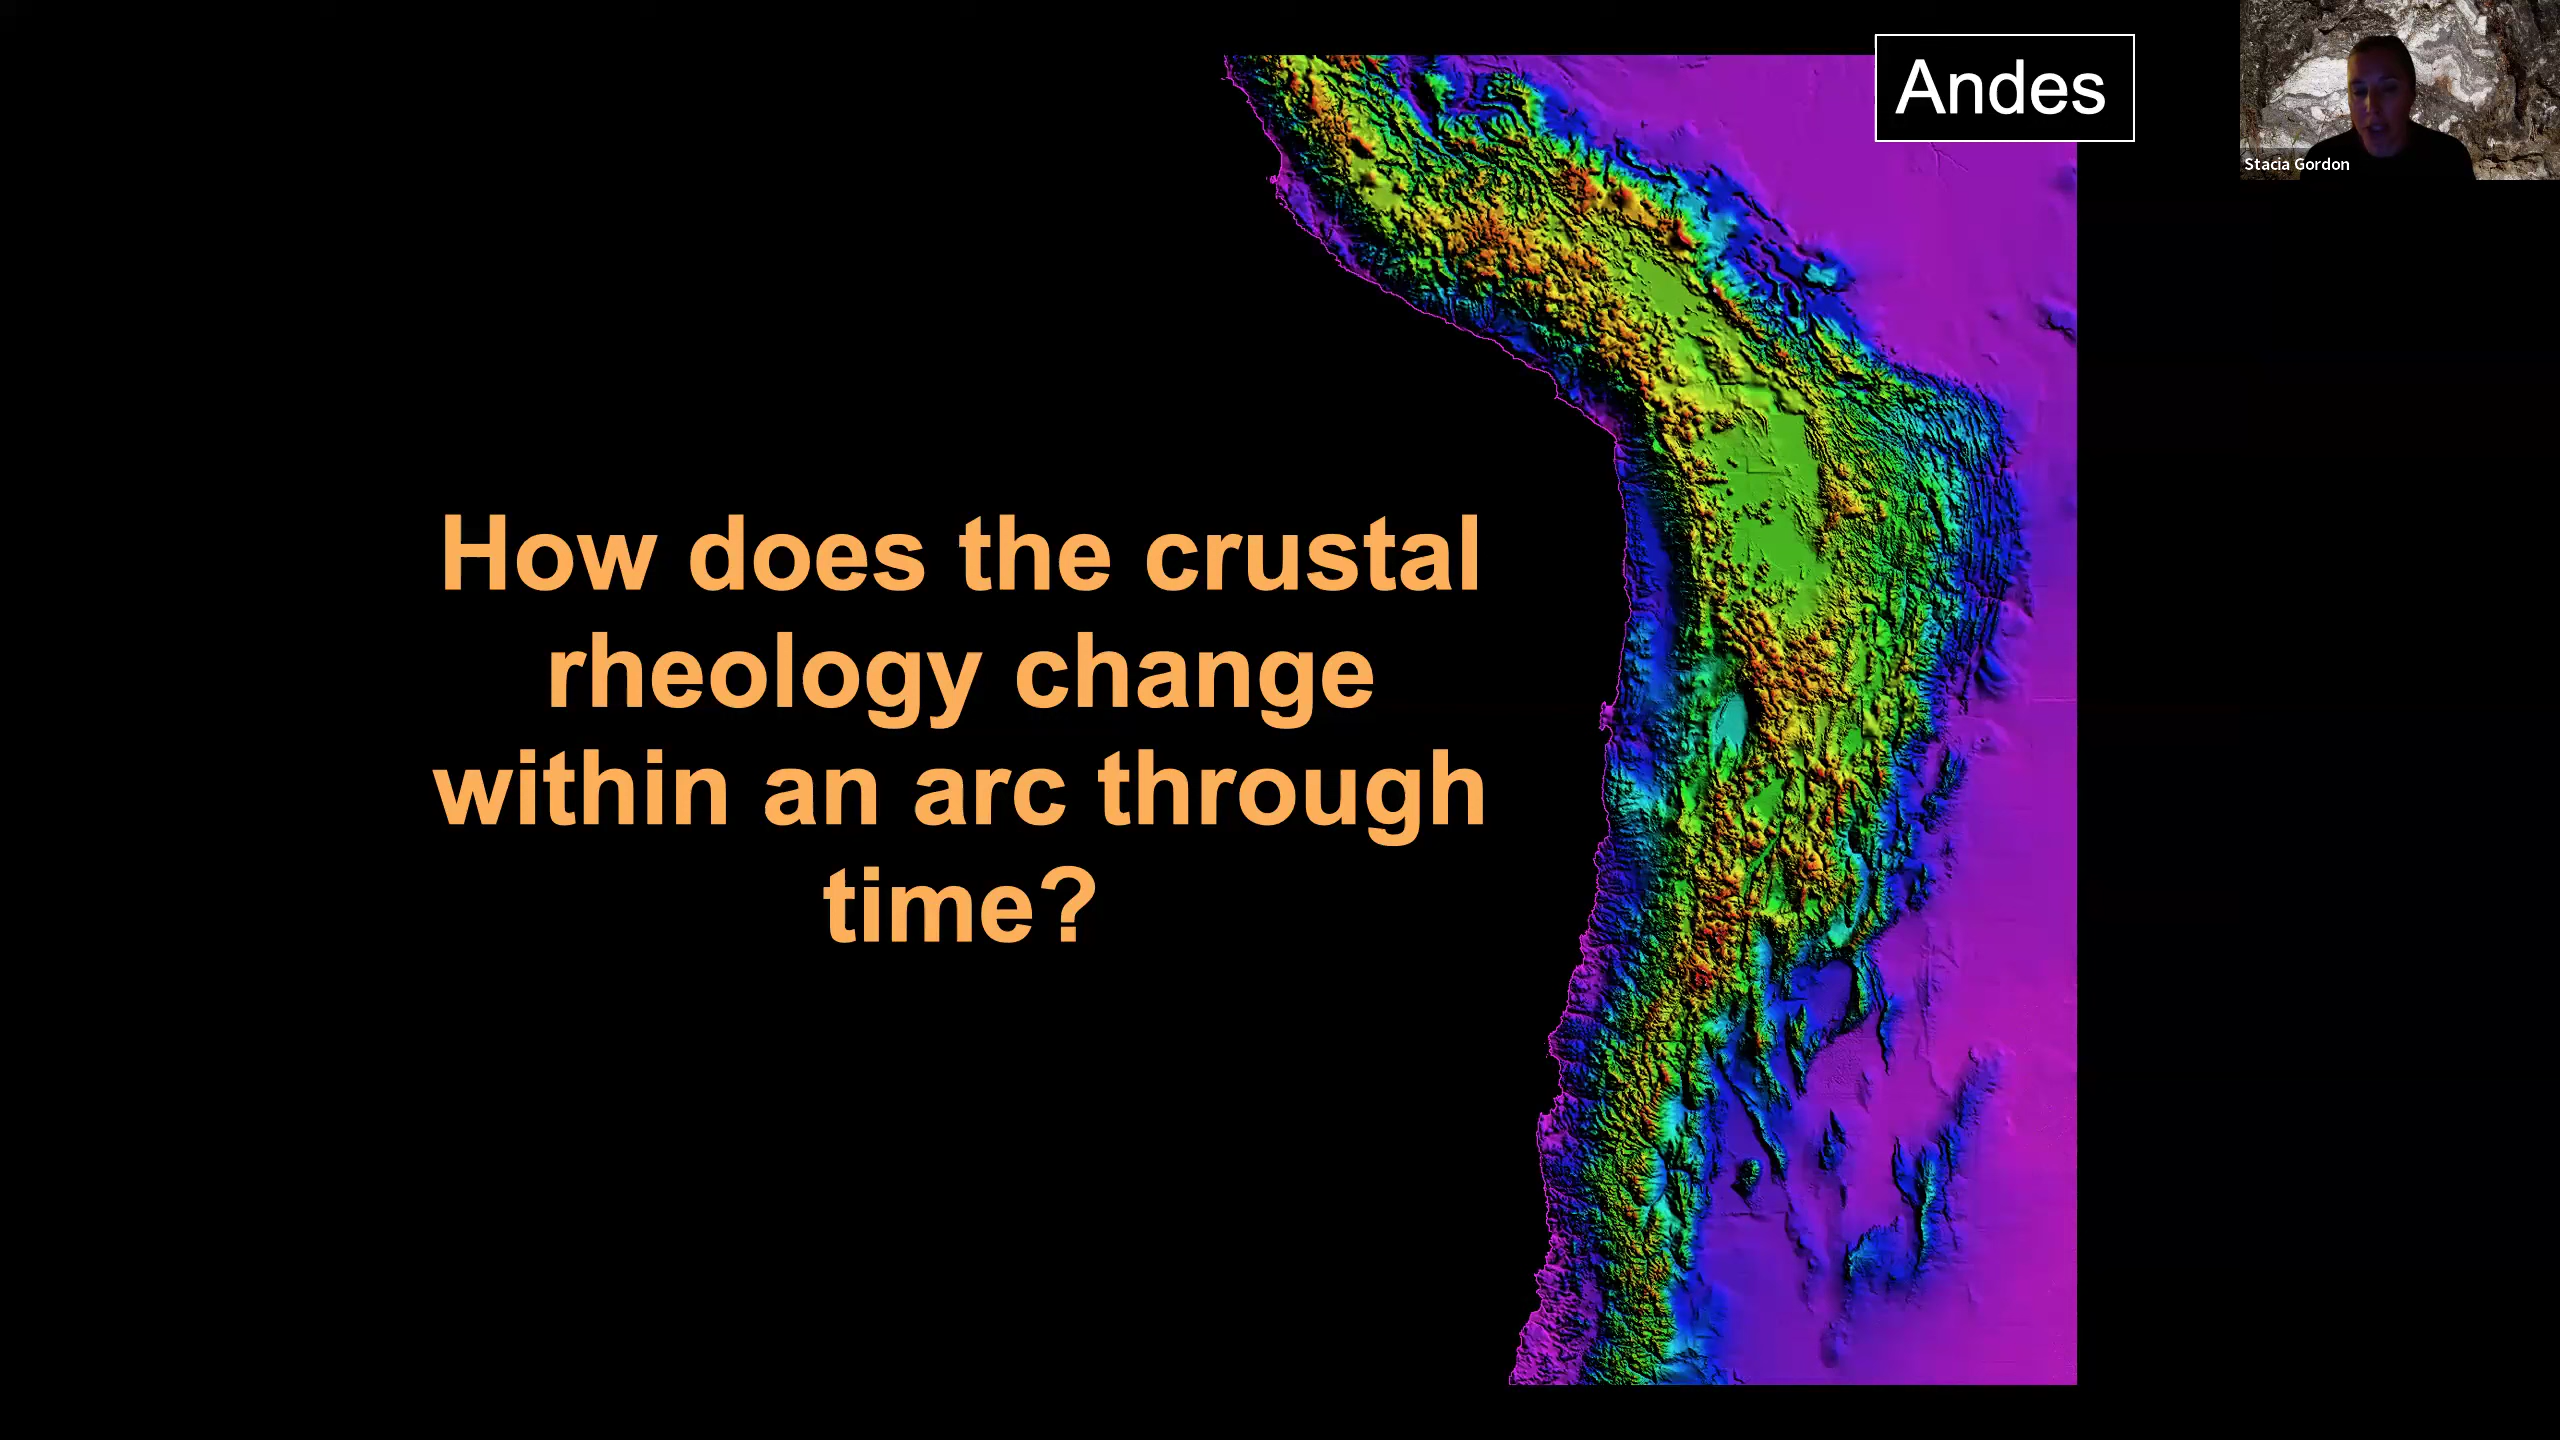 Andes
Stacia Gordon
How does the crustal
rheology change
within an arc through
time?